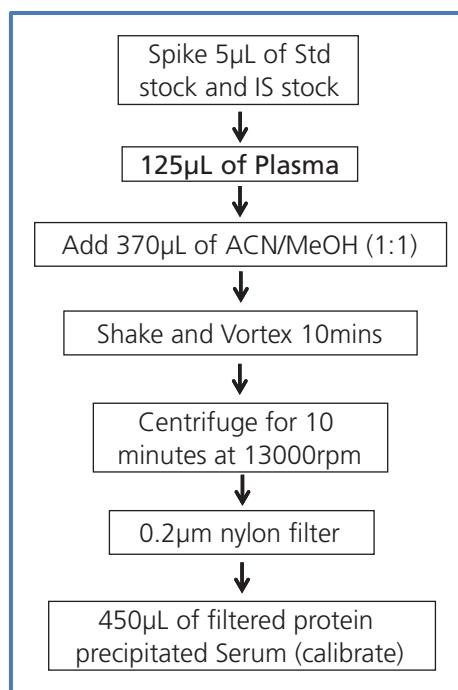 Spike 5µL of Std
stock and IS stock
125µL of Plasma
Add 370µL of ACN/MeOH (1:1)
Shake and Vortex 10mins
Centrifuge for 10
minutes at 13000rpm
0.2µm nylon filter
450µL of filtered protein
precipitated Serum (calibrate)